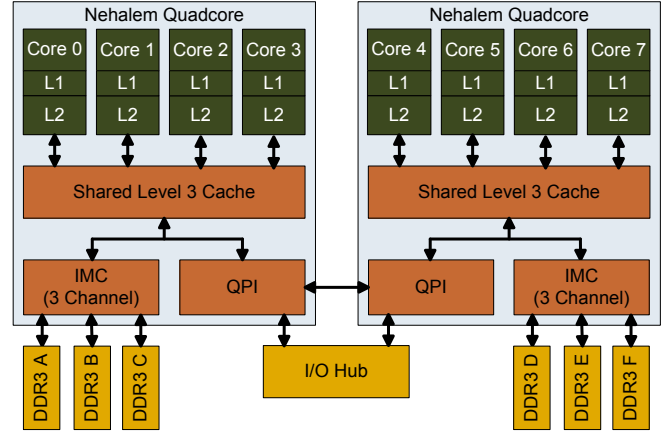 Nehalem Quadcore
Nehalem Quadcore
Core 0
Core 1
Core 2
Core 3
Core 4
Core 5
Core 6
Core 7
L1
L1
L1
L1
L1
L1
L1
L1
L2
L2
L2
L2
L2
L2
L2
L2
Shared Level 3 Cache
Shared Level 3 Cache
IMC
(3 Channel)
QPI
QPI
IMC
(3 Channel)
DDR3 A
DDR3 B
DDR3 C
I/O Hub
DDR3 D
DDR3 E
DDR3 F